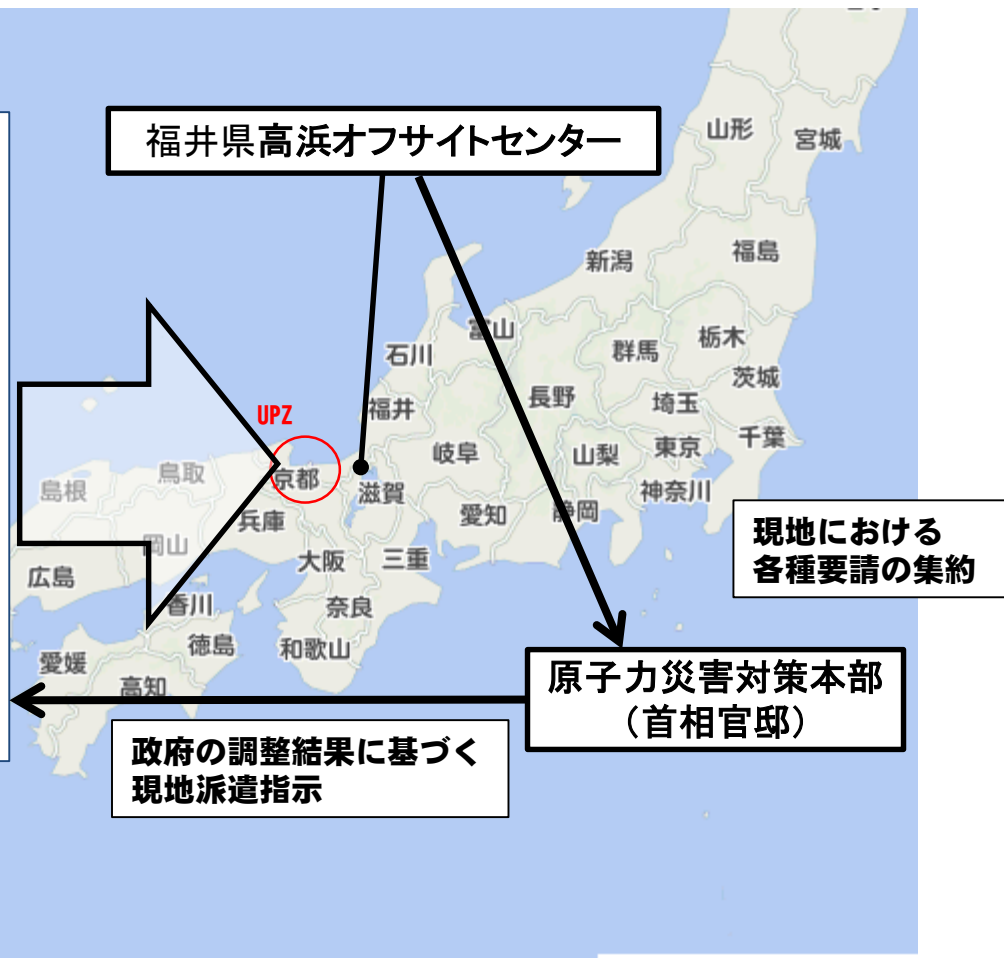 福井県高浜オフサイトセンター
山形
宮城
新潟
福島
富山
石川
群馬
栃木
茨城
福井
長野
埼玉
UPZ
岐阜
山梨
東京
千葉
鳥取
京都
島根
滋賀
神奈川
兵庫
愛知
静岡
岡山
大阪
三重
広島
香川
奈良
徳島
和歌山
愛媛
高知
現地における
各種要請の集約
原子力災害対策本部
（首相官邸）
政府の調整結果に基づく
現地派遣指示